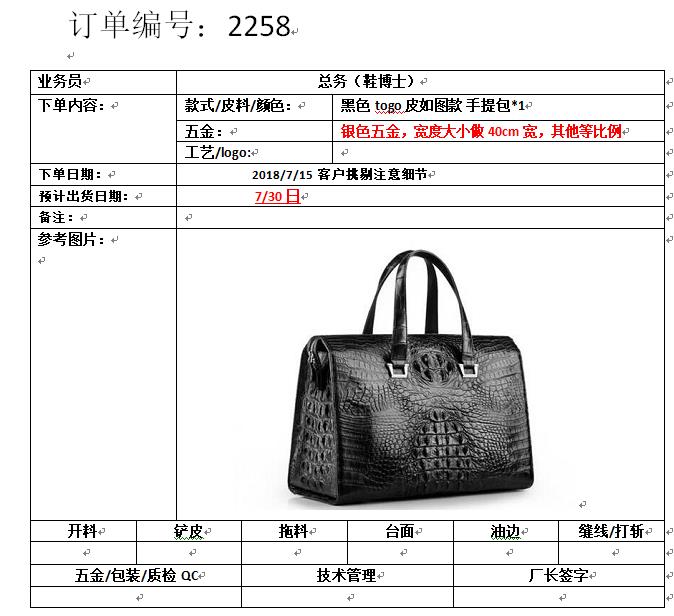 订单编号：2258
业务员 总务（鞋博士）
下单内容： 款式/皮料/颜色： 黑色 togo 皮如图款 手提包*1
五金： 银色五金，宽度大小做 40cm 宽，其他等比例
工艺/logo:
下单日期： 2018/7/15 客户挑剔注意细节
预计出货日期： 7/30 日
备注：
参考图片：
开料 铲皮 拖料 台面 油边 缝线/打斩
五金/包装/质检 QC 技术管理 厂长签字